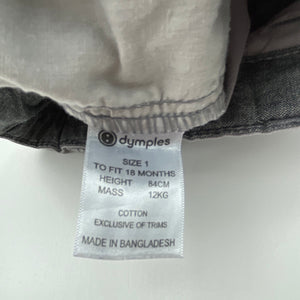 dymples
SIZE 1
TO FIT 18 MONTHS
HEIGHT 84CM
MASS 12KG
COTTON
EXCLUSIVE OF TRIMS
MADE IN BANGLADESH